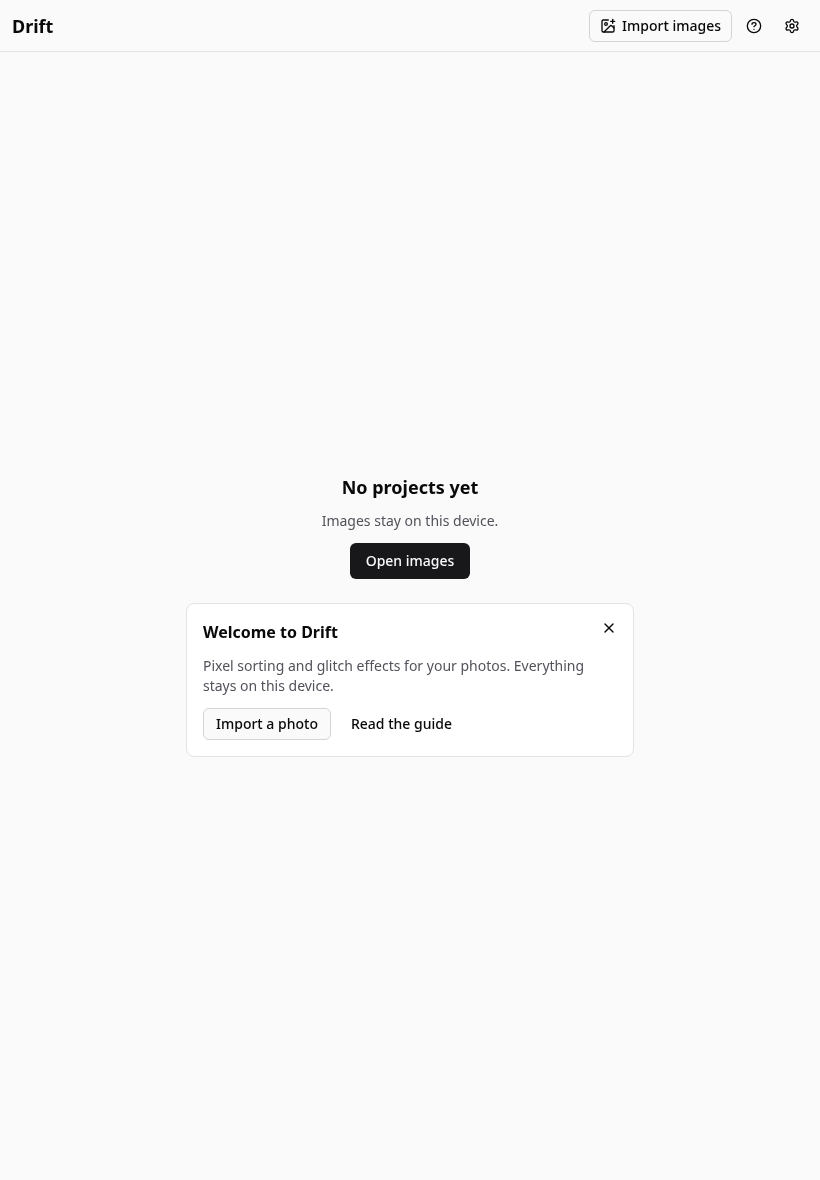 Drift
Import images
No projects yet
Images stay on this device.
Open images
Welcome to Drift
Pixel sorting and glitch effects for your photos. Everything
stays on this device.
Import a photo
Read the guide